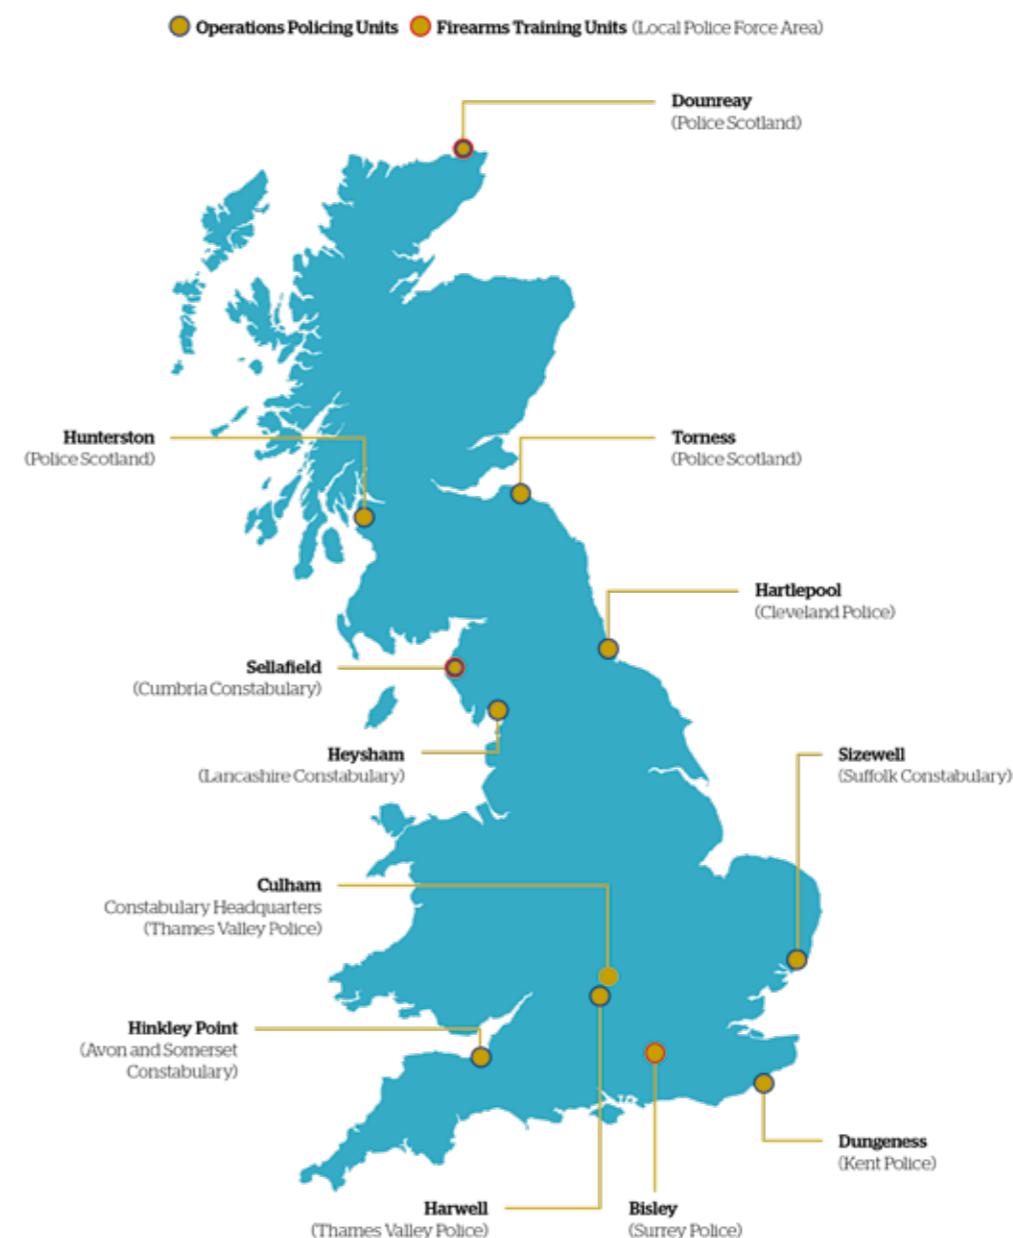 Operations Policing Units Firearms Training Units (Local Police Force Area)
Dounreay
(Police Scotland)
Hunterston
(Police Scotland)
Torness
(Police Scotland)
Hartlepool
(Cleveland Police)
Sellafield
(Cumbria Constabulary)
Heysham
(Lancashire Constabulary)
Sizewell
(Suffolk Constabulary)
Culham
Constabulary Headquarters
(Thames Valley Police)
Hinkley Point
(Avon and Somerset
Constabulary)
Dungeness
(Kent Police)
Harwell
(Thames Valley Police)
Bisley
(Surrey Police)